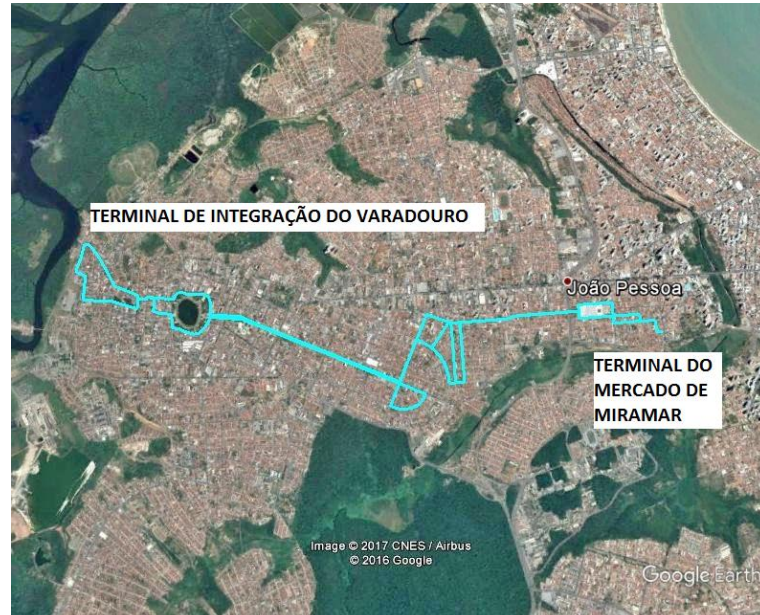 TERMINAL DE INTEGRAÇÃO DO VARADOURO
João Pessoa
TERMINAL DO
MERCADO DE
MIRAMAR
Image © 2017 CNES / Airbus
© 2016 Google
Google Earth